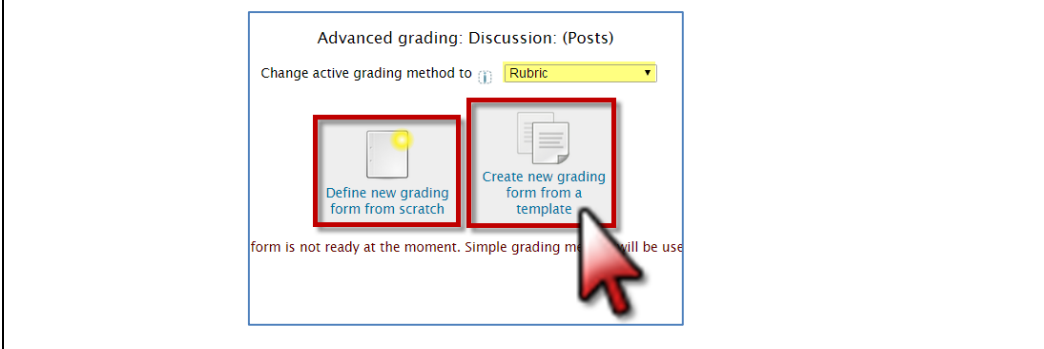 Advanced grading: Discussion: (Posts)
Change active grading method to Rubric
Define new grading
form from scratch
Create new grading
form from a
template
form is not ready at the moment. Simple grading will be use